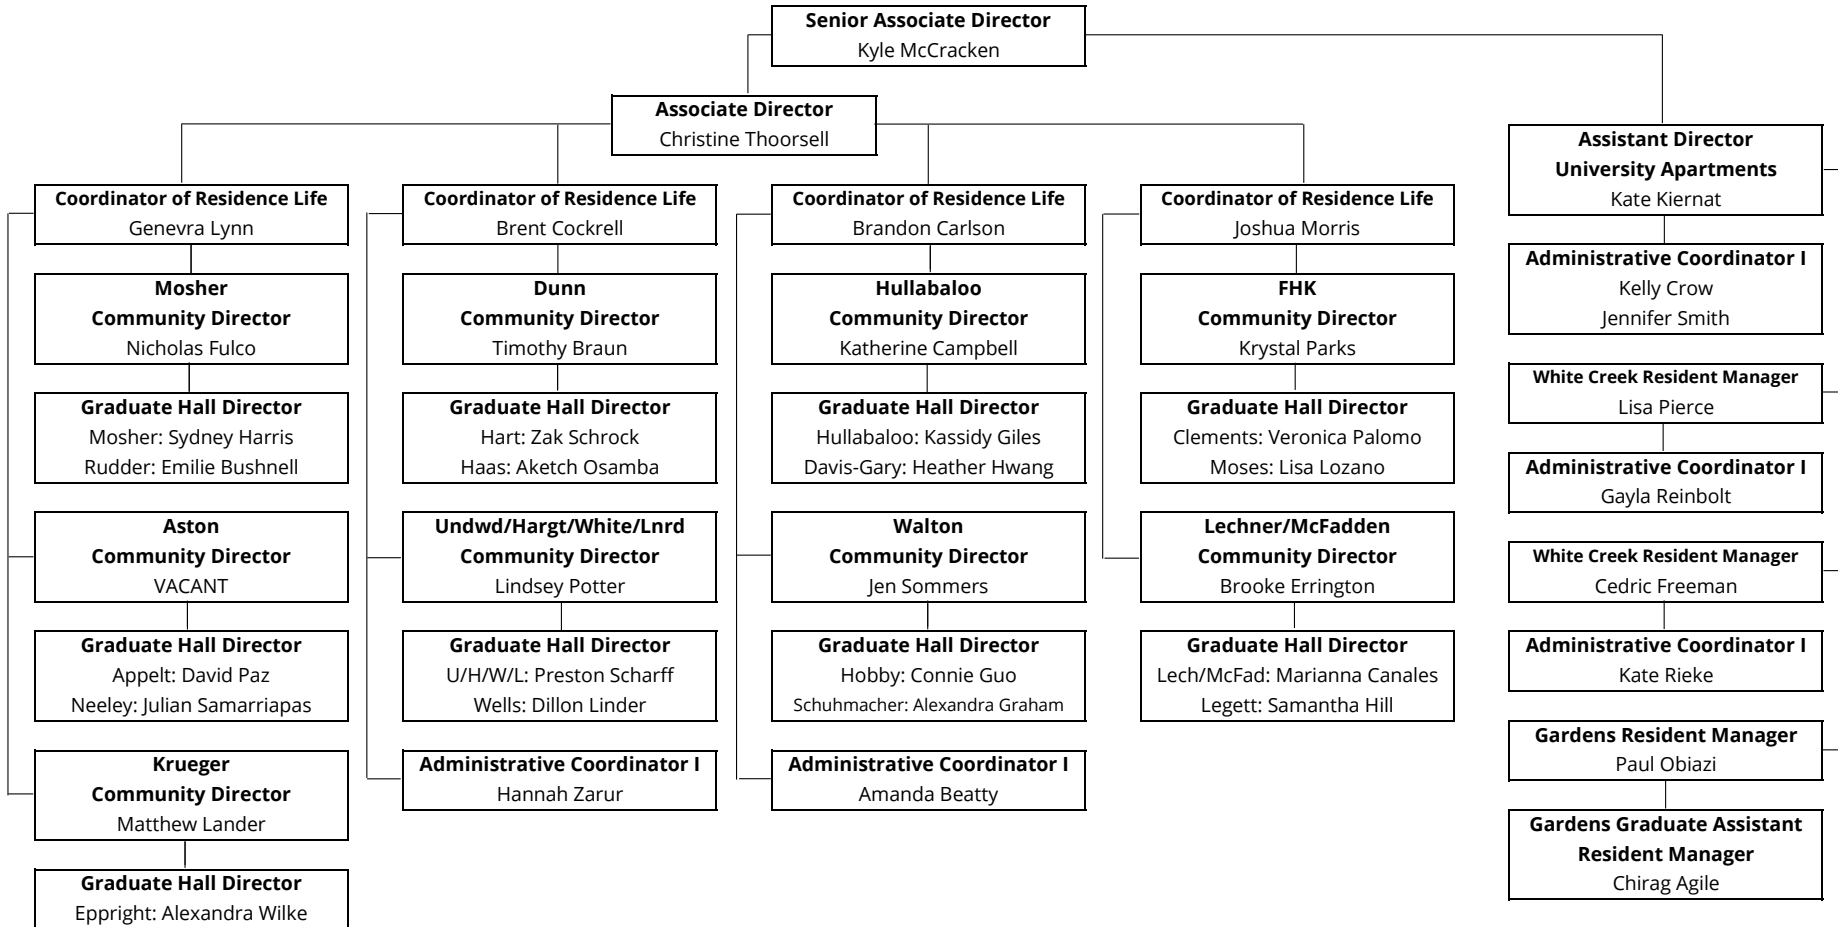 Senior Associate Director
Kyle McCracken
Associate Director
Christine Thoorsell
Coordinator of Residence Life
Genevra Lynn
Mosher
Community Director
Nicholas Fulco
Graduate Hall Director
Mosher: Sydney Harris
Rudder: Emilie Bushnell
Aston
Community Director
VACANT
Graduate Hall Director
Appelt: David Paz
Neeley: Julian Samarriapas
Krueger
Community Director
Matthew Lander
Graduate Hall Director
Eppright: Alexandra Wilke
Coordinator of Residence Life
Brent Cockrell
Dunn
Community Director
Timothy Braun
Graduate Hall Director
Hart: Zak Schrock
Haas: Aketch Osamba
Undwd/Hargt/White/Lnrd
Community Director
Lindsey Potter
Graduate Hall Director
U/H/W/L: Preston Scharff
Wells: Dillon Linder
Administrative Coordinator I
Hannah Zarur
Coordinator of Residence Life
Brandon Carlson
Hullabaloo
Community Director
Katherine Campbell
Graduate Hall Director
Hullabaloo: Kassidy Giles
Davis-Gary: Heather Hwang
Walton
Community Director
Jen Sommers
Graduate Hall Director
Hobby: Connie Guo
Schuhmacher: Alexandra Graham
Administrative Coordinator I
Amanda Beatty
Coordinator of Residence Life
Joshua Morris
FHK
Community Director
Krystal Parks
Graduate Hall Director
Clements: Veronica Palomo
Moses: Lisa Lozano
Lechner/McFadden
Community Director
Brooke Errington
Graduate Hall Director
Lech/McFad: Marianna Canales
Legett: Samantha Hill
Assistant Director
University Apartments
Kate Kiernat
Administrative Coordinator I
Kelly Crow
Jennifer Smith
White Creek Resident Manager
Lisa Pierce
Administrative Coordinator I
Gayla Reinbolt
White Creek Resident Manager
Cedric Freeman
Administrative Coordinator I
Kate Rieke
Gardens Resident Manager
Paul Obiazi
Gardens Graduate Assistant
Resident Manager
Chirag Agile